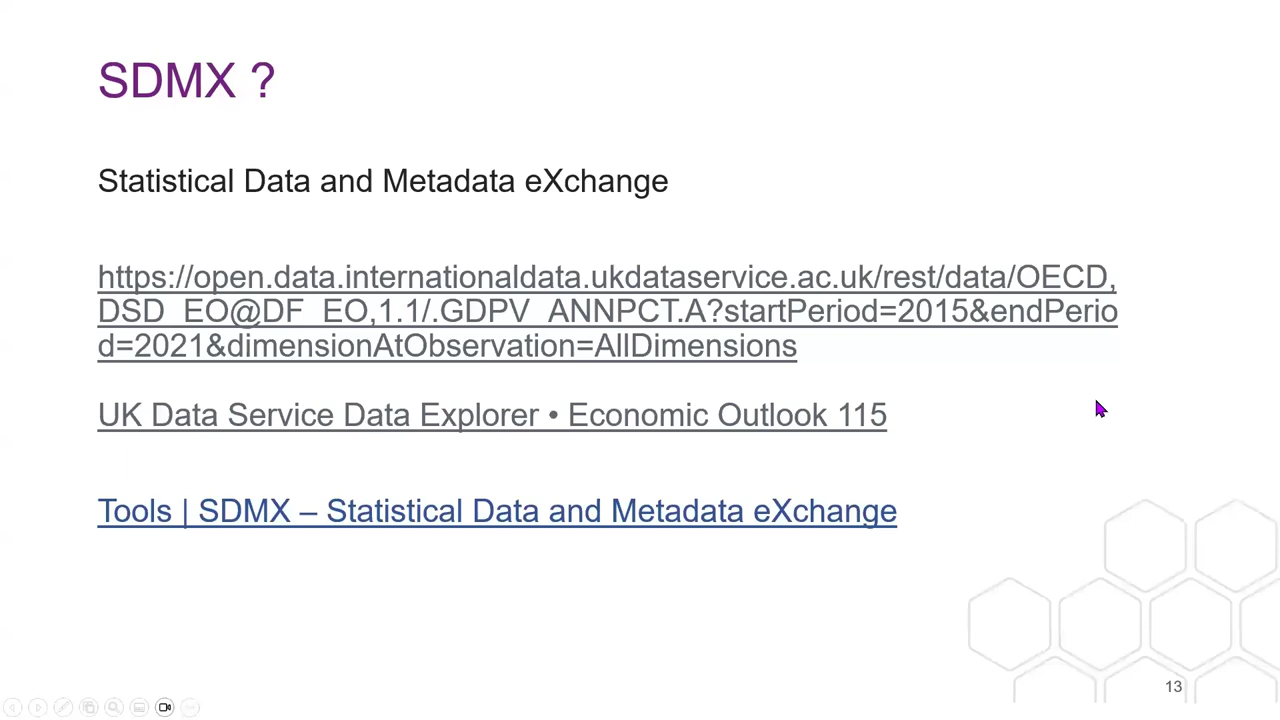 SDMX ?
Statistical Data and Metadata eXchange
https://open.data.internationaldata.ukdataservice.ac.uk/rest/data/OECD,
DSD_EO@DF_EO,1.1/.GDPV_ANNPCT.A?startPeriod=2015&endPerio
d=2021&dimensionAtObservation=AllDimensions
UK Data Service Data Explorer • Economic Outlook 115
Tools | SDMX – Statistical Data and Metadata eXchange
13